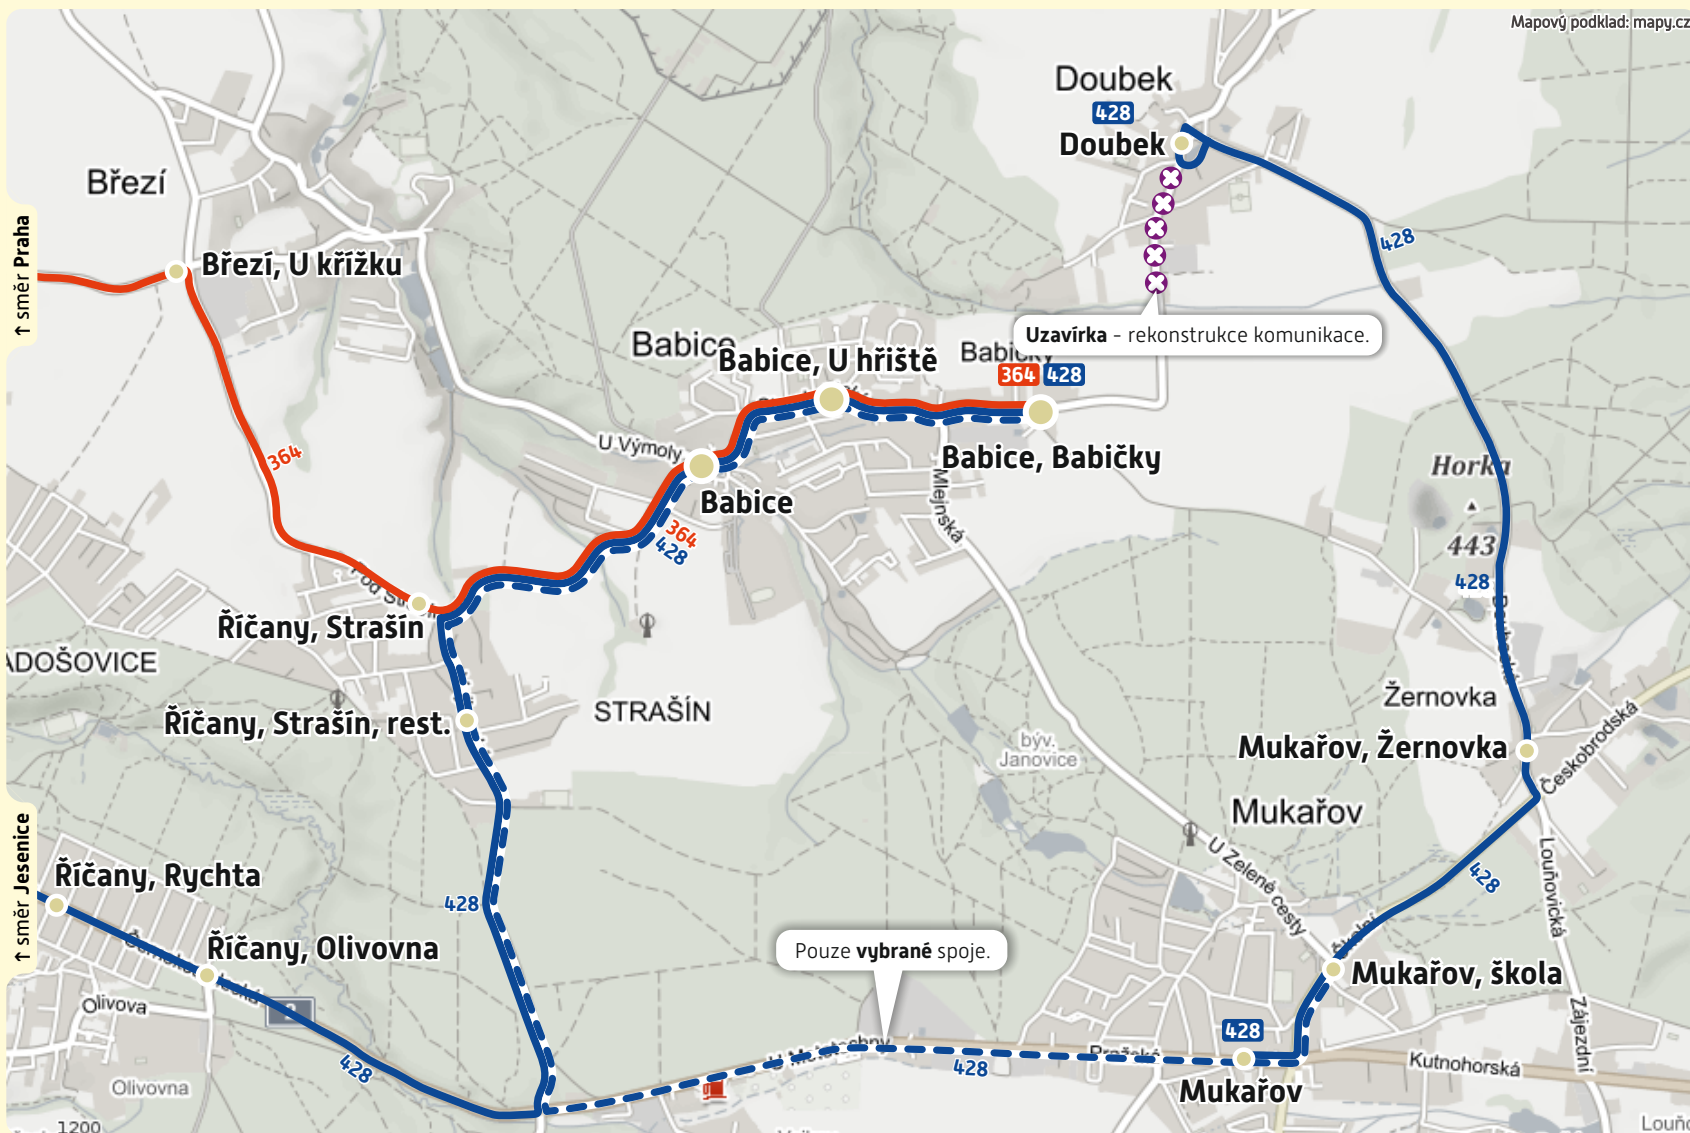 Mapový podklad: mapy.cz
Doubek
428
Doubek
Březí
↑ směr Praha
Březí, U křížku
428
Uzavírka - rekonstrukce komunikace.
Babice
Babice, U hřiště
Babičky
364 428
364
U Výmoly
Babice, Babičky
Horka
Babice
Mlejnská
364
428
443
428
Říčany, Strašín
ADOŠOVICE
STRAŠÍN
Žernovka
Říčany, Strašín, rest.
býv.
Janovice
Mukařov, Žernovka
Českobrodská
Mukařov
↑ směr Jesenice
U Zelené cesty
Louňovická
Říčany, Rychta
428
428
Říčany, Olivovna
Pouze vybrané spoje.
Školní
Mukařov, škola
Olivova
Zájezdní
428
428
Pražská
Kutnohorská
428
Olivovna
Mukařov
1200